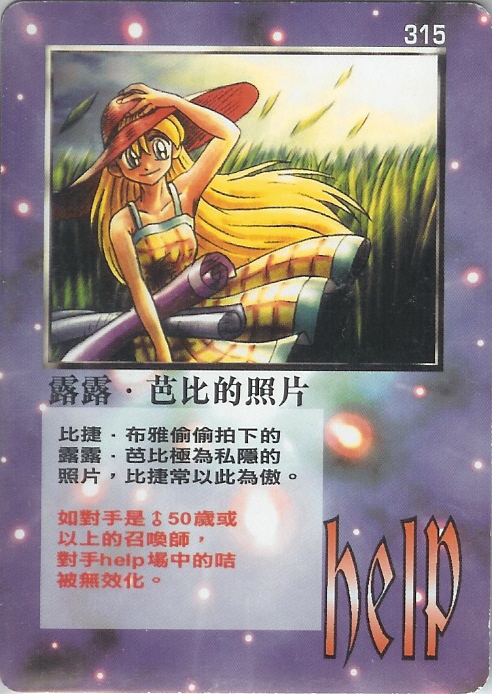 315
露露．芭比的照片
比捷．布雅偷偷拍下的
露露．芭比極為私隱的
照片，比捷常以此為傲。
如對手是♂50歲或
以上的召喚師，
對手help場中的咭
被無效化。
help